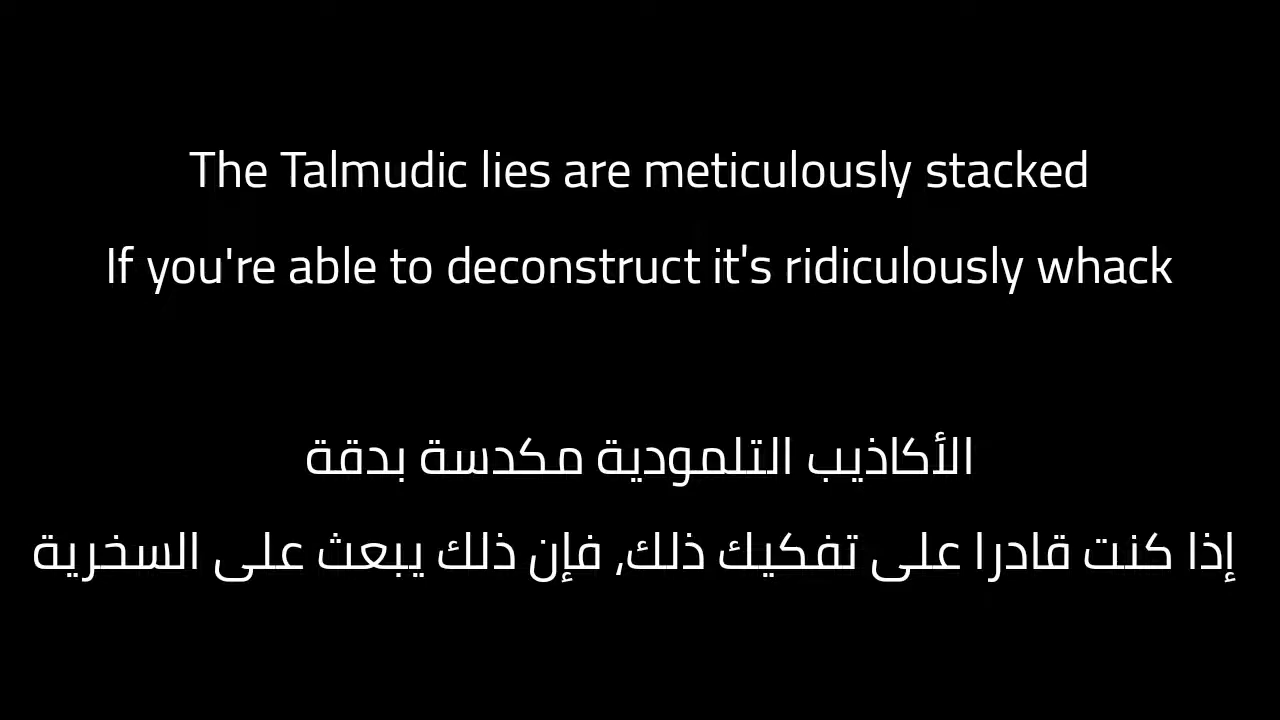 The Talmudic lies are meticulously stacked
If you're able to deconstruct it's ridiculously whack
الأكاذيب التلمودية مكدسة بدقة
إذا كنت قادرا على تفكيك ذلك, فإن ذلك يبعث على السخرية